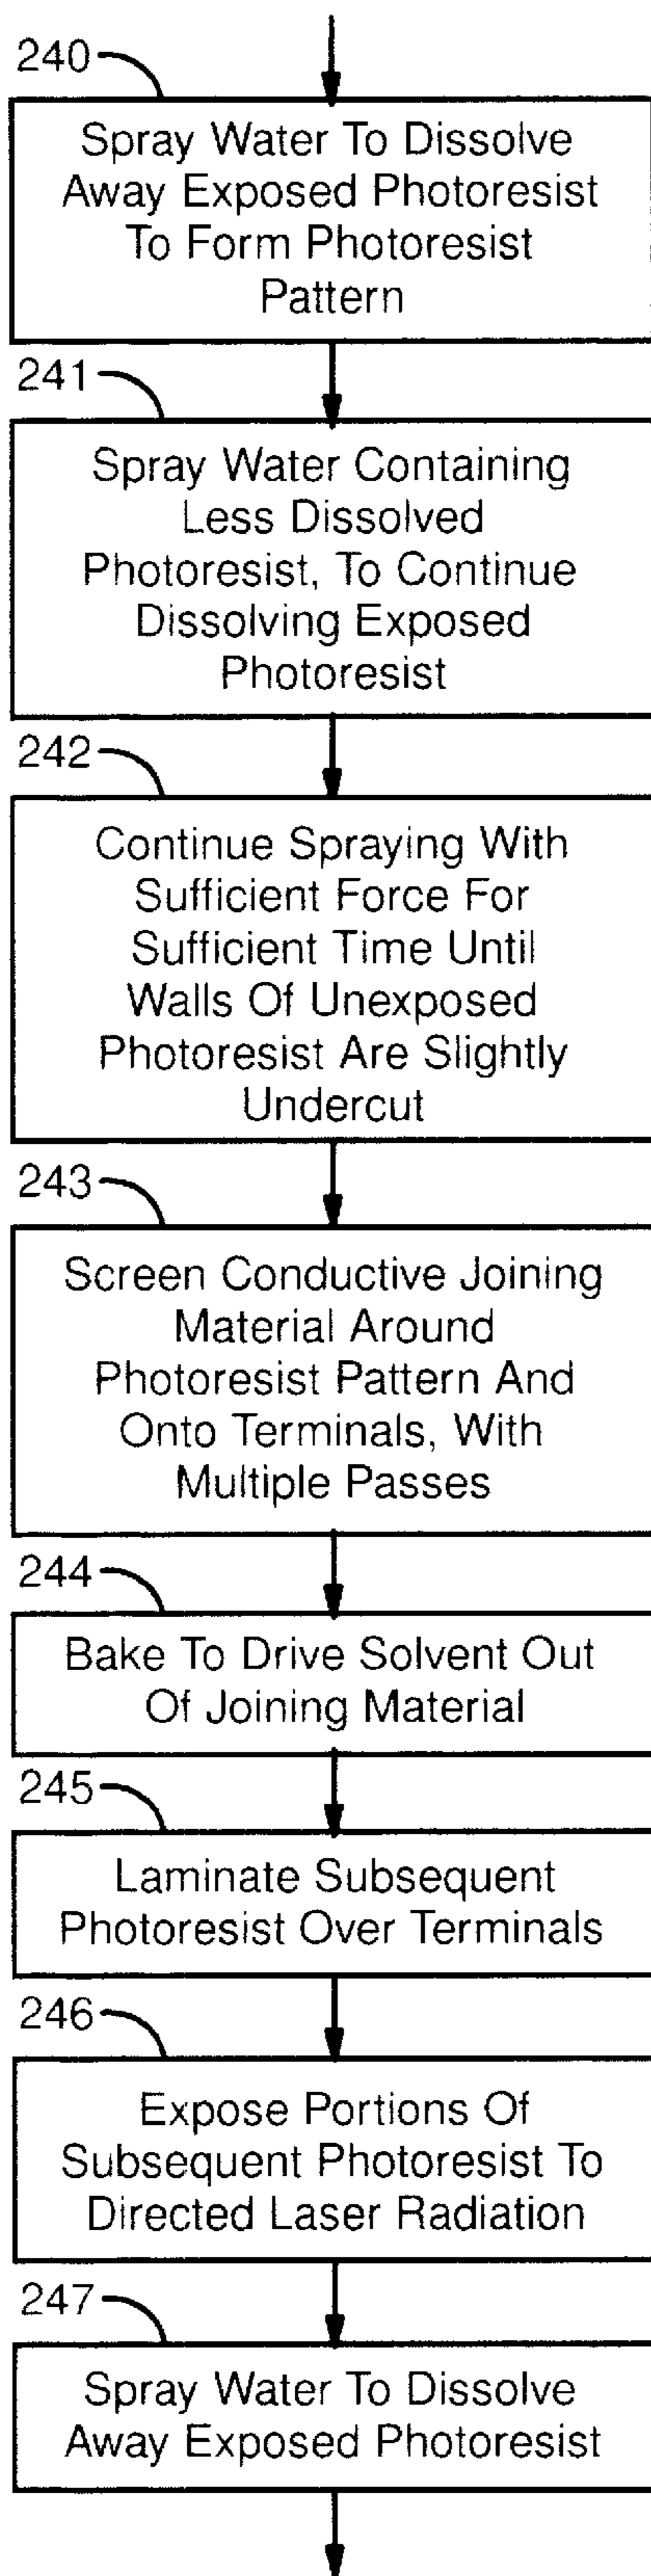 240
Spray Water To Dissolve
Away Exposed Photoresist
To Form Photoresist
Pattern
241
Spray Water Containing
Less Dissolved
Photoresist, To Continue
Dissolving Exposed
Photoresist
242
Continue Spraying With
Sufficient Force For
Sufficient Time Until
Walls Of Unexposed
Photoresist Are Slightly
Undercut
243
Screen Conductive Joining
Material Around
Photoresist Pattern And
Onto Terminals, With
Multiple Passes
244
Bake To Drive Solvent Out
Of Joining Material
245
Laminate Subsequent
Photoresist Over Terminals
246
Expose Portions Of
Subsequent Photoresist To
Directed Laser Radiation
247
Spray Water To Dissolve
Away Exposed Photoresist